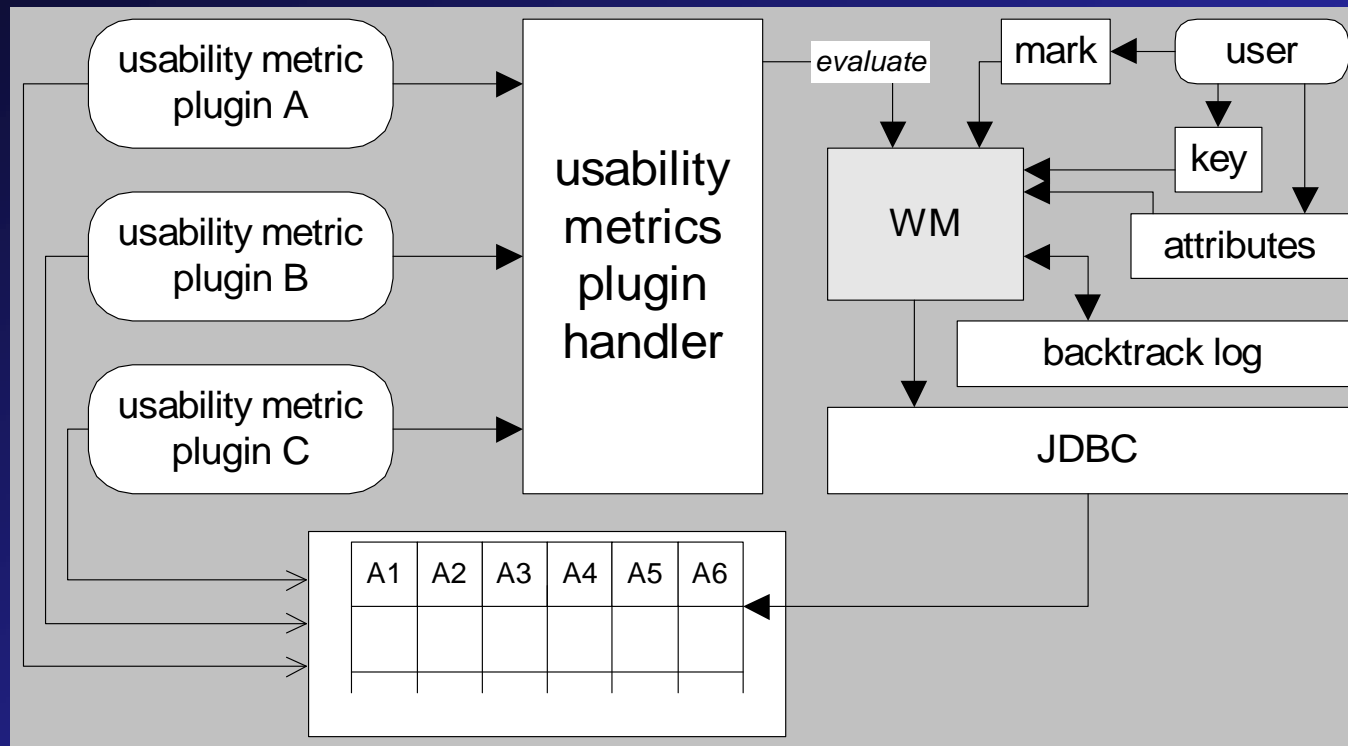 usability metric
plugin A
usability metric
plugin B
usability metric
plugin C
usability
metrics
plugin
handler
evaluate
mark
user
key
WM
attributes
backtrack log
JDBC
A1 A2 A3 A4 A5 A6